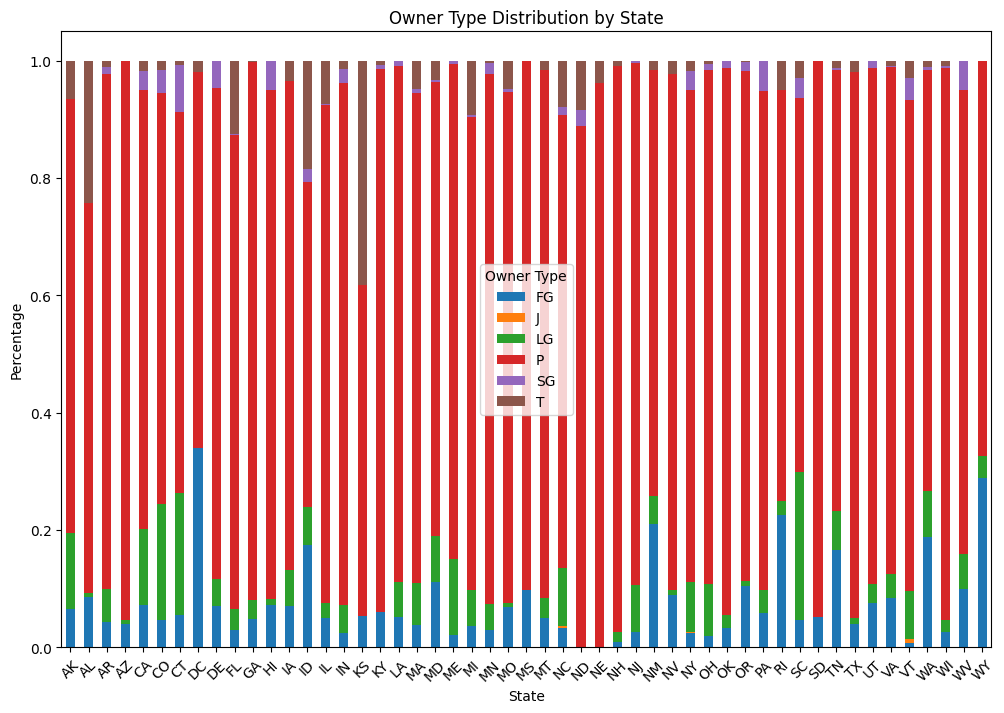 Owner Type Distribution by State
Percentage
1.0
0.8
0.6
0.4
0.2
0.0
Owner Type
FG
J
LG
P
SG
T
AK AL AR AZ CA CO CT DC DE FL GA HI IA ID IL IN KS KY LA MA MD ME MI MN MO MS MT NC ND NE NH NJ NM NV NY OH OK OR PA RI SC SD TN TX UT VA VT WA WI WV WY
State